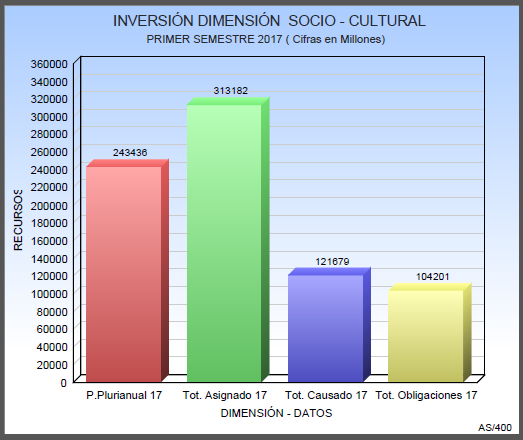 INVERSIÓN DIMENSIÓN  SOCIO - CULTURAL
PRIMER SEMESTRE 2017 ( Cifras en Millones)
RECURSOS
360000
340000
320000
300000
280000
260000
240000
220000
200000
180000
160000
140000
120000
100000
80000
60000
40000
20000
0
243436
313182
121679
104201
P.Plurianual 17
Tot. Asignado 17
Tot. Causado 17
Tot. Obligaciones 17
DIMENSIÓN - DATOS
AS/400